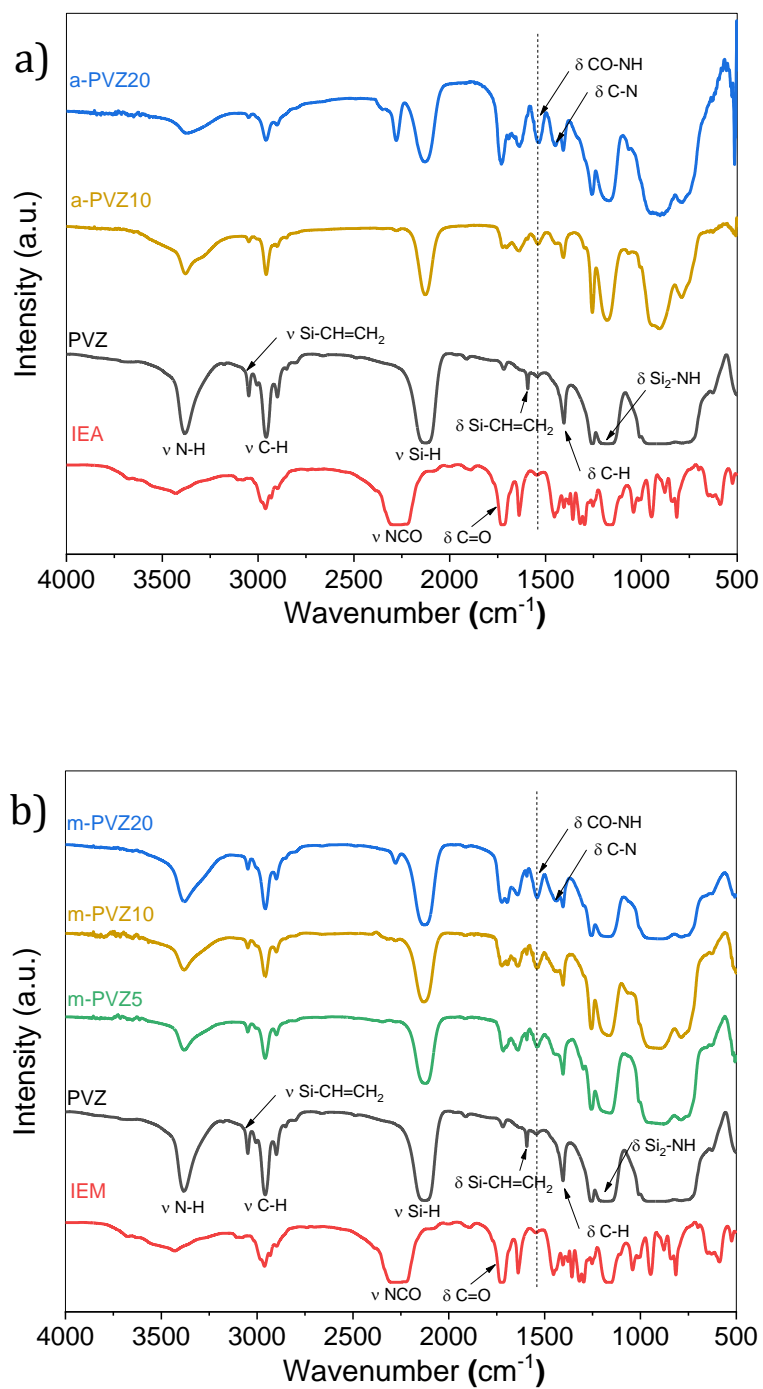 a)
a-PVZ20
δ CO-NH
δ C-N
a-PVZ10
PVZ
ν Si-CH=CH₂
δ Si₂-NH
δ Si-CH=CH₂
IEA
ν N-H
ν C-H
ν Si-H
δ C-H
ν NCO
δ C=O
Intensity (a.u.)
4000 3500 3000 2500 2000 1500 1000 500
Wavenumber (cm⁻¹)
b)
m-PVZ20
δ CO-NH
δ C-N
m-PVZ10
m-PVZ5
PVZ
ν Si-CH=CH₂
δ Si₂-NH
δ Si-CH=CH₂
IEM
ν N-H
ν C-H
ν Si-H
δ C-H
ν NCO
δ C=O
Intensity (a.u.)
4000 3500 3000 2500 2000 1500 1000 500
Wavenumber (cm⁻¹)